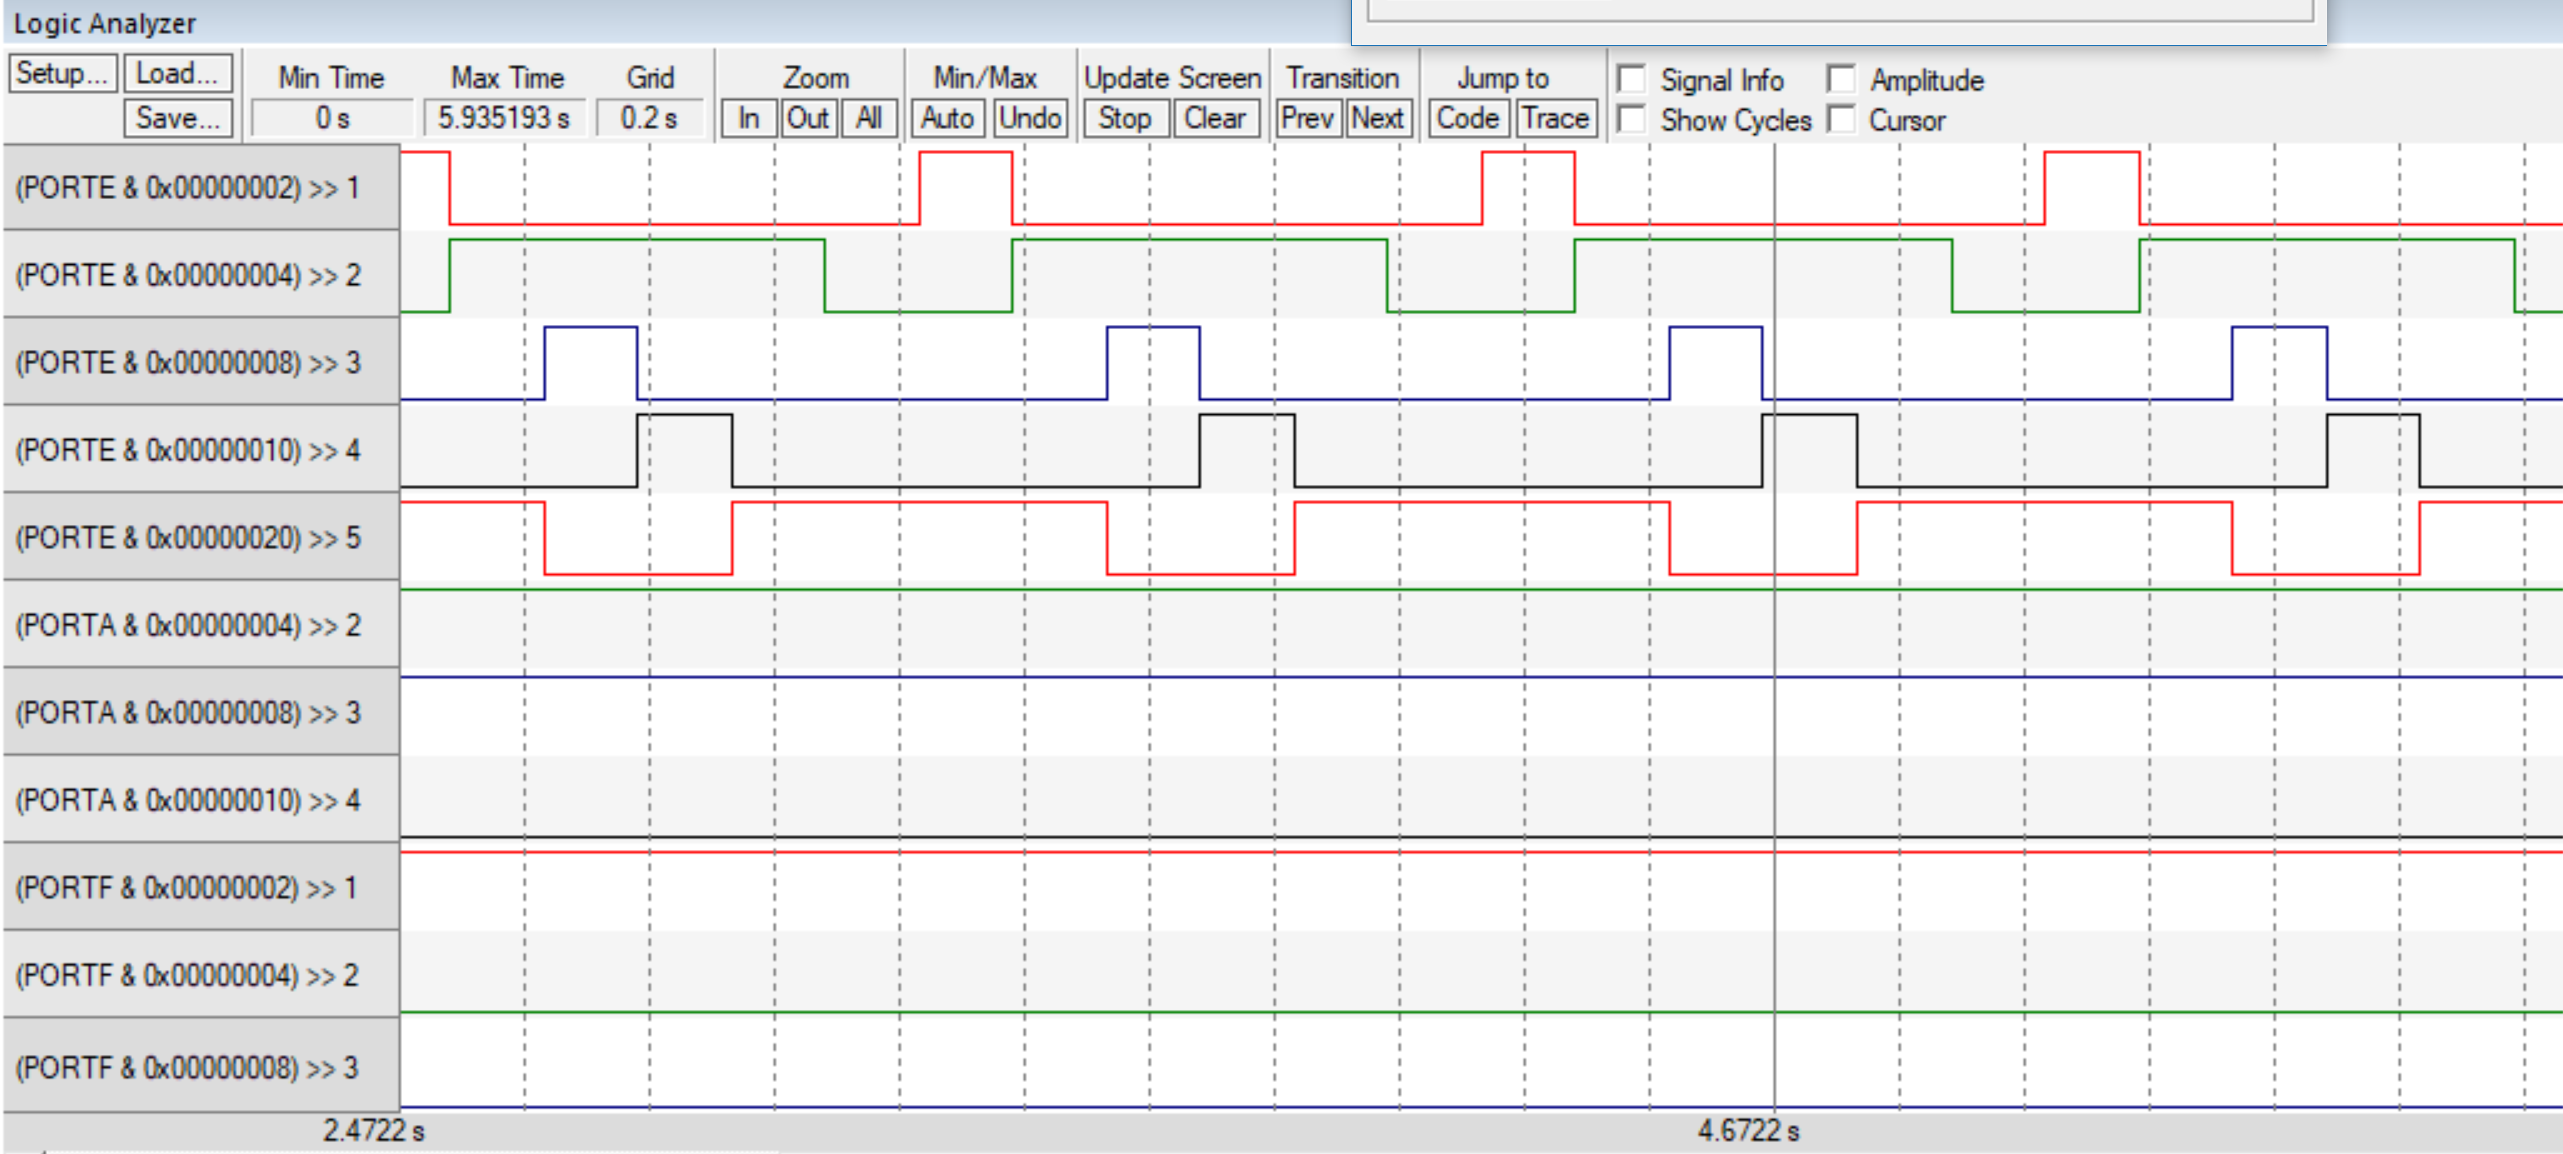 Logic Analyzer
Setup... Load... Min Time Max Time Grid Zoom Min/Max Update Screen Transition Jump to Signal Info Amplitude
Save... 0 s 5.935193 s 0.2 s In Out All Auto Undo Stop Clear Prev Next Code Trace Show Cycles Cursor
(PORTE & 0x00000002) >> 1
(PORTE & 0x00000004) >> 2
(PORTE & 0x00000008) >> 3
(PORTE & 0x00000010) >> 4
(PORTE & 0x00000020) >> 5
(PORTA & 0x00000004) >> 2
(PORTA & 0x00000008) >> 3
(PORTA & 0x00000010) >> 4
(PORTF & 0x00000002) >> 1
(PORTF & 0x00000004) >> 2
(PORTF & 0x00000008) >> 3
2.4722 s 4.6722 s